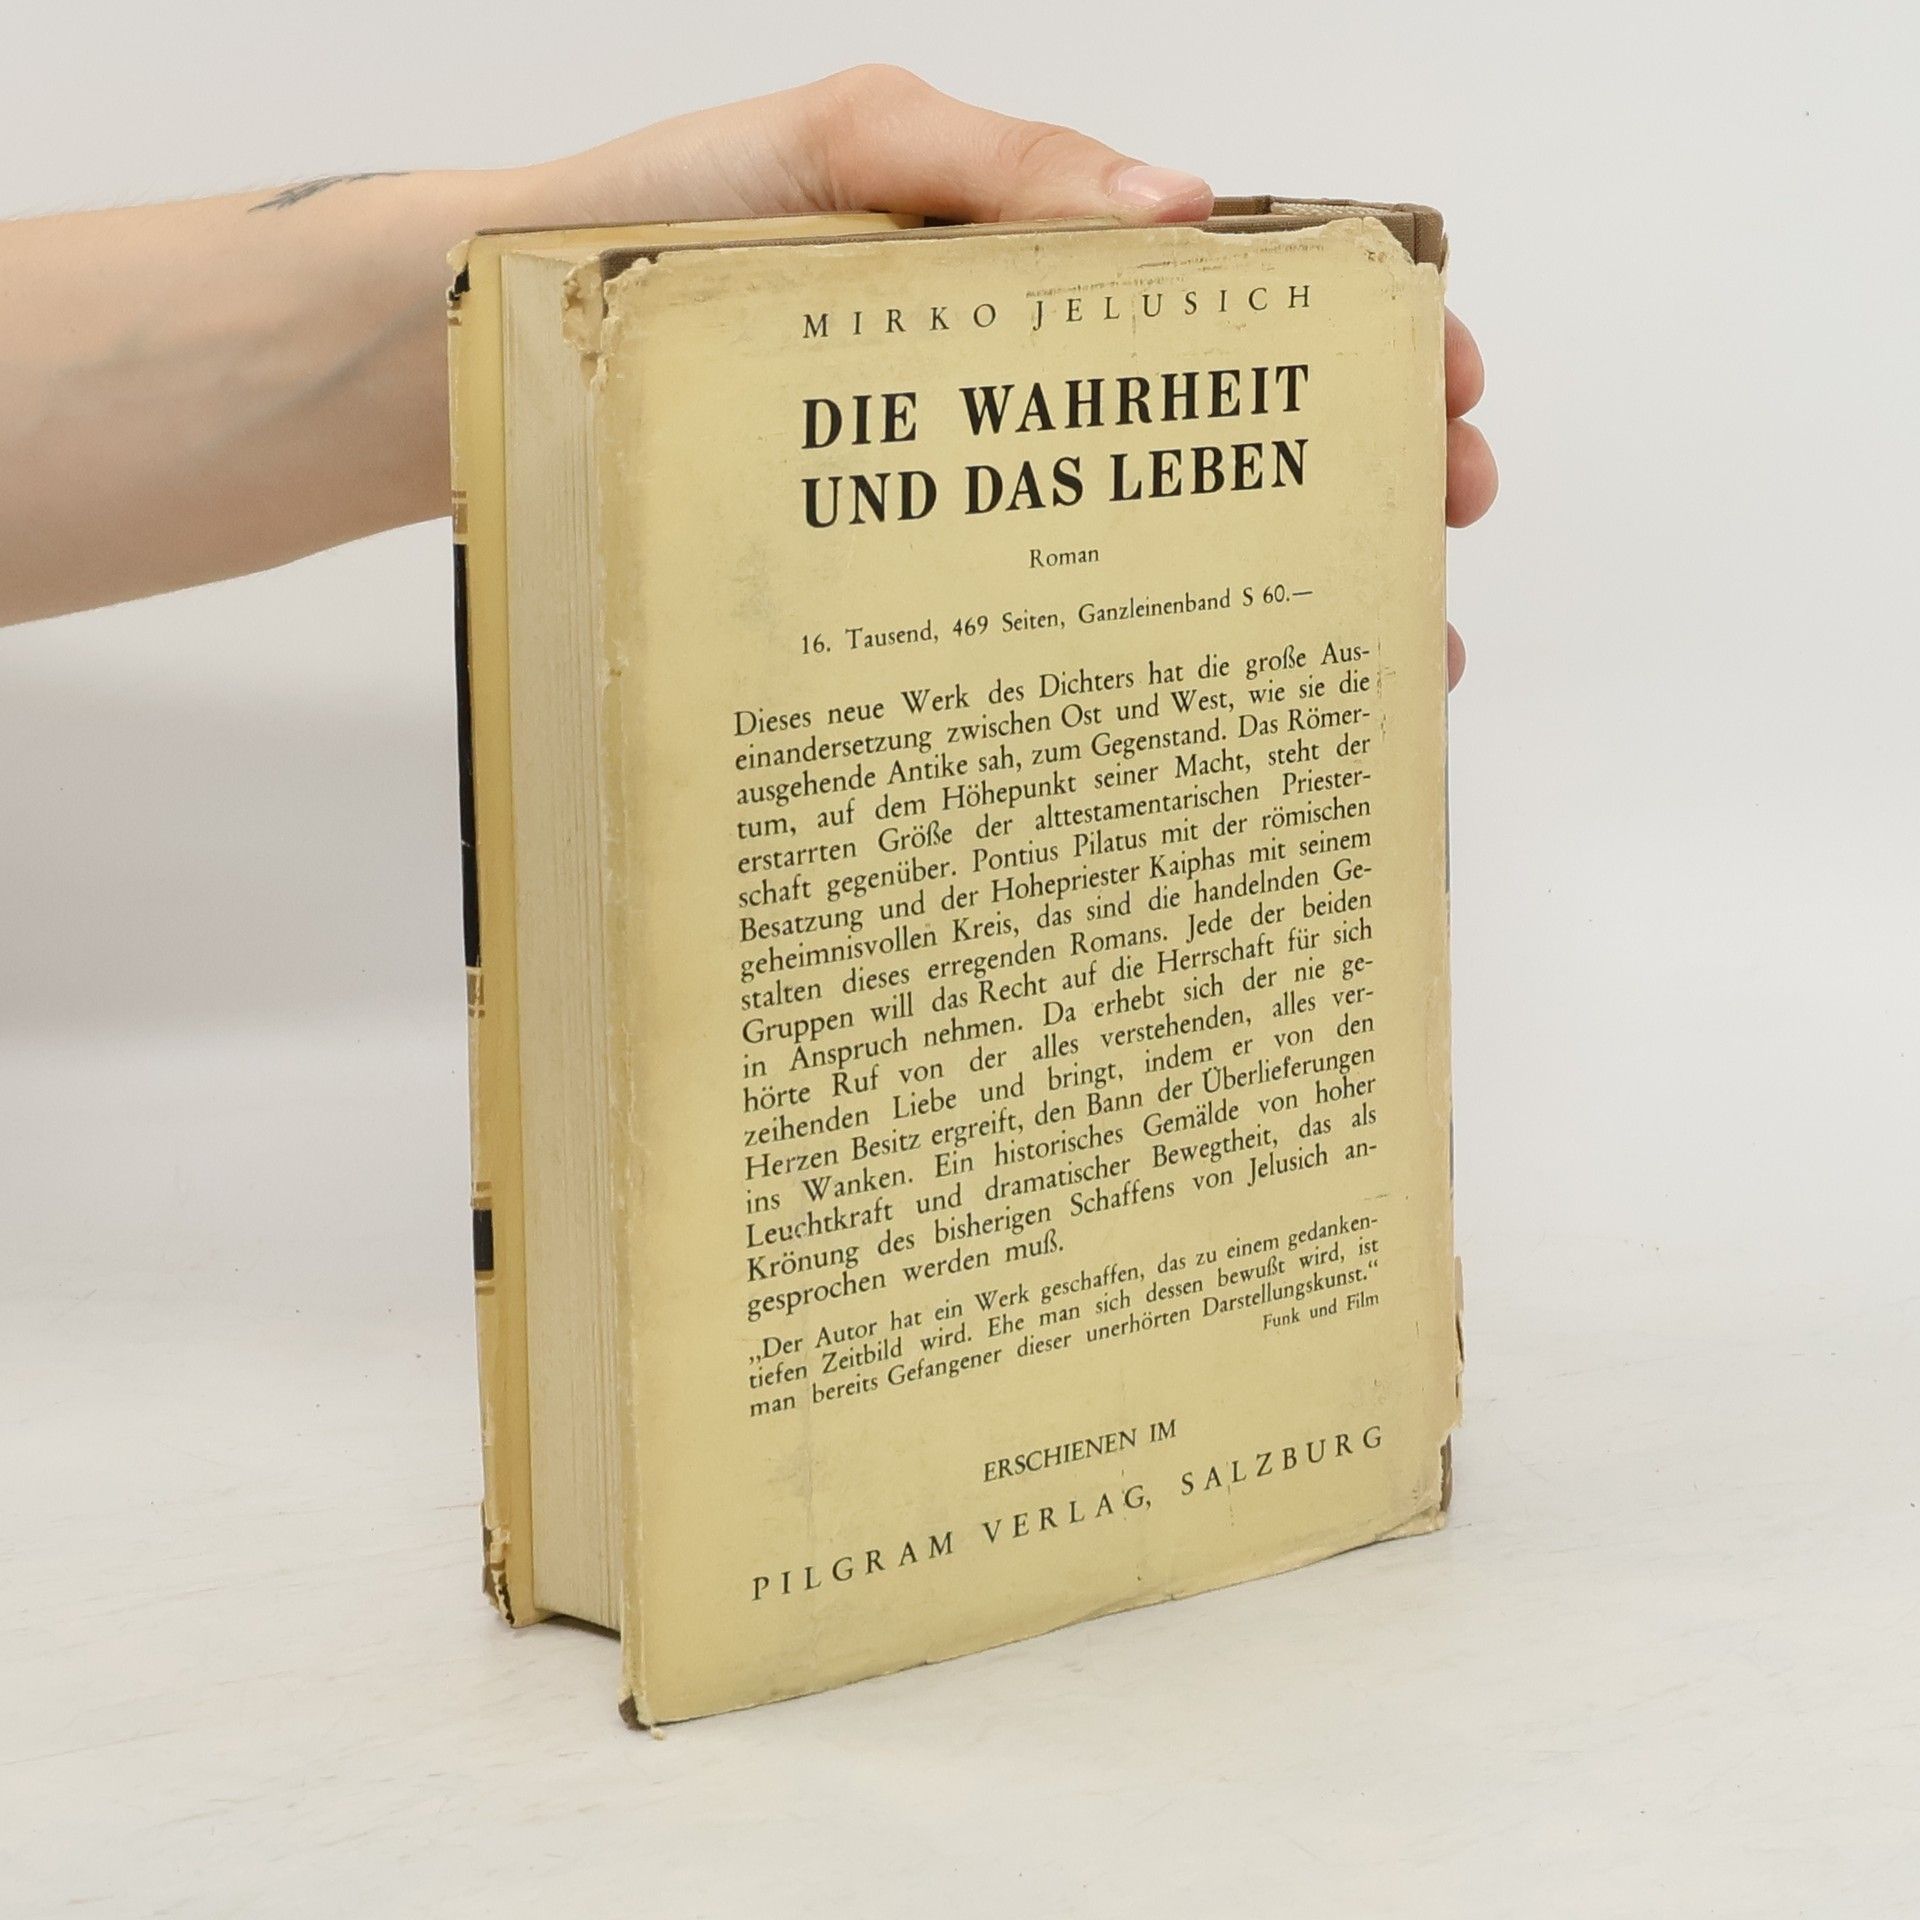 MIRKO JELUSICH
DIE WAHRHEIT
UND DAS LEBEN
Roman
16. Tausend, 469 Seiten, Ganzleinenband S 60.—
Dieses neue Werk des Dichters hat die große Aus-
einandersetzung zwischen Ost und West, wie sie die
ausgehende Antike sah, zum Gegenstand. Das Römer-
tum, auf dem Höhepunkt seiner Macht, steht der
erstarrten Größe der alttestamentarischen Priester-
schaft gegenüber. Pontius Pilatus mit der römischen
Besatzung und der Hohepriester Kaiphas mit seinem
geheimnisvollen Kreis, das sind die handelnden Ge-
stalten dieses erregenden Romans. Jede der beiden
Gruppen will das Recht auf die Herrschaft für sich
in Anspruch nehmen. Da erhebt sich der nie ge-
hörte Ruf von der alles verstehenden, alles ver-
zeihenden Liebe und bringt, indem er von den
Herzen Besitz ergreift, den Bann der Überlieferungen
ins Wanken. Ein historisches Gemälde von hoher
Leuchtkraft und dramatischer Bewegtheit, das als
Krönung des bisherigen Schaffens von Jelusich an-
gesprochen werden muß.
„Der Autor hat ein Werk geschaffen, das zu einem gedanken-
tiefen Zeitbild wird. Ehe man sich dessen bewußt wird, ist
man bereits Gefangener dieser unerhörten Darstellungskunst.“
Funk und Film
ERSCHIENEN IM
PILGRAM VERLAG, SALZBURG